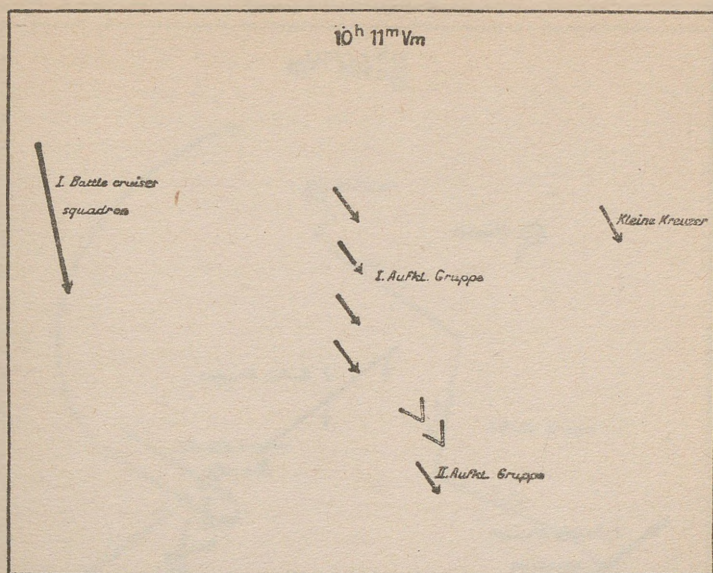 10ʰ 11ᵐ Vm
I. Battle cruiser
squadron
Kleine Kreuzer
I. Aufkl. Gruppe
II. Aufkl. Gruppe